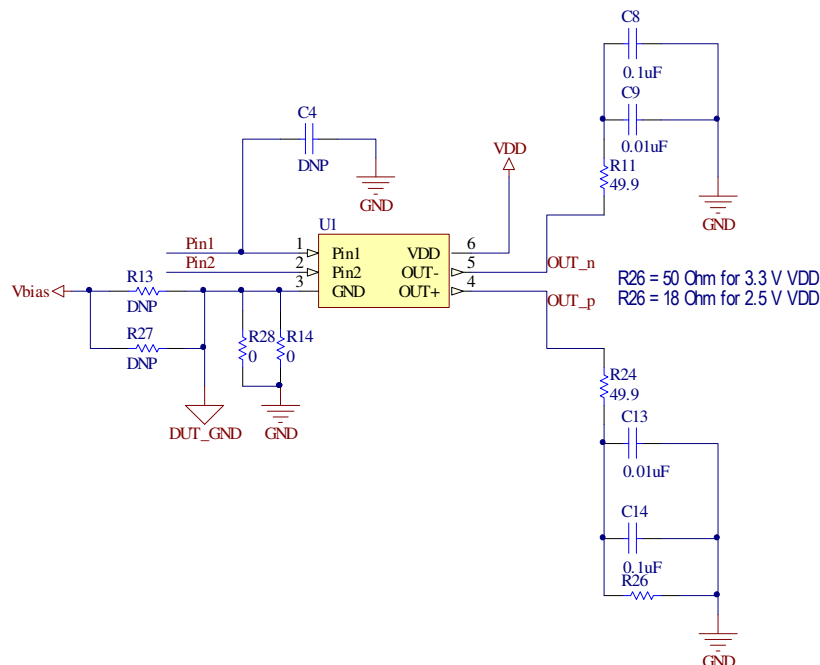 C8
0.1uF
C9
0.01uF
C4
DNP
GND
VDD
R11
49.9
GND
U1
Pin1
1
Pin1
VDD
6
Pin2
2
Pin2
OUT-
5
OUT_n
3
GND
OUT+
4
OUT_p
R26 = 50 Ohm for 3.3 V VDD
R26 = 18 Ohm for 2.5 V VDD
Vbias
R13
DNP
R27
DNP
R28
0
R14
0
DUT_GND
GND
R24
49.9
C13
0.01uF
C14
0.1uF
R26
GND